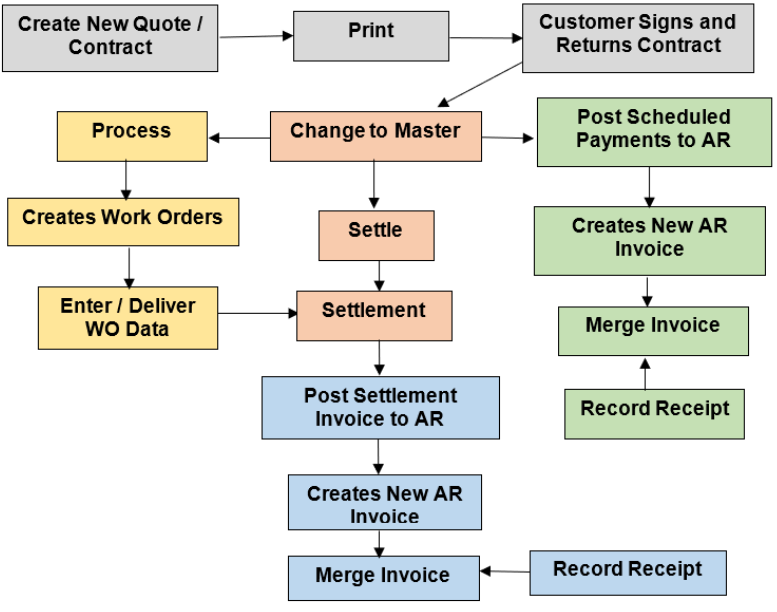 Create New Quote /
Contract
Print
Customer Signs and
Returns Contract
Process
Change to Master
Post Scheduled
Payments to AR
Creates Work Orders
Settle
Creates New AR
Invoice
Enter / Deliver
WO Data
Settlement
Merge Invoice
Post Settlement
Invoice to AR
Record Receipt
Creates New AR
Invoice
Merge Invoice
Record Receipt